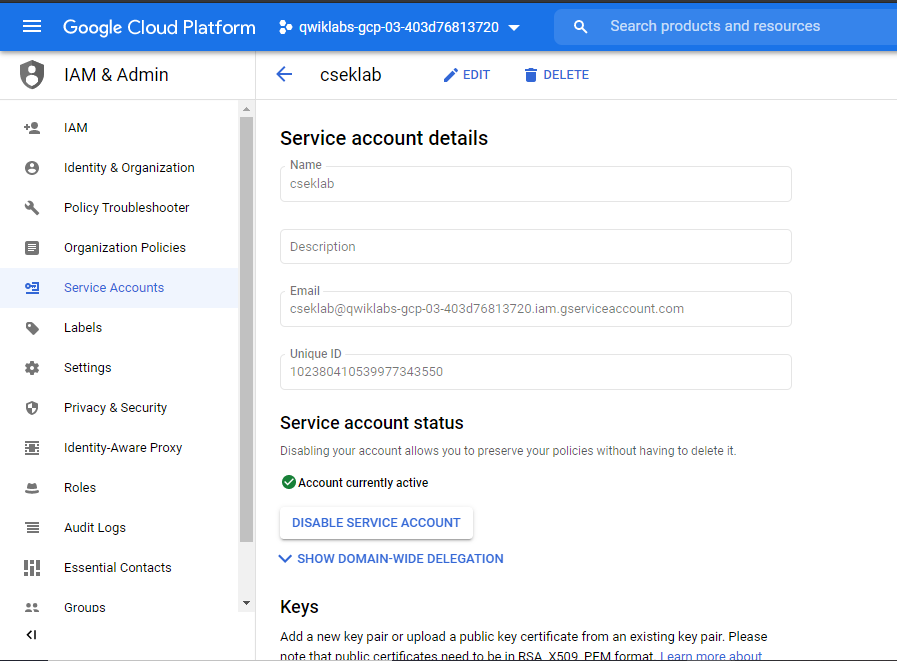 Google Cloud Platform
qwiklabs-gcp-03-403d76813720
Search products and resources
IAM & Admin
cseklab
EDIT
DELETE
IAM
Identity & Organization
Policy Troubleshooter
Organization Policies
Service Accounts
Labels
Settings
Privacy & Security
Identity-Aware Proxy
Roles
Audit Logs
Essential Contacts
Groups
Service account details
Name
cseklab
Description
Email
cseklab@qwiklabs-gcp-03-403d76813720.iam.gserviceaccount.com
Unique ID
102380410539977343550
Service account status
Disabling your account allows you to preserve your policies without having to delete it.
Account currently active
DISABLE SERVICE ACCOUNT
SHOW DOMAIN-WIDE DELEGATION
Keys
Add a new key pair or upload a public key certificate from an existing key pair. Please
note that public certificates need to be in RSA_X509_PEM format. Learn more about